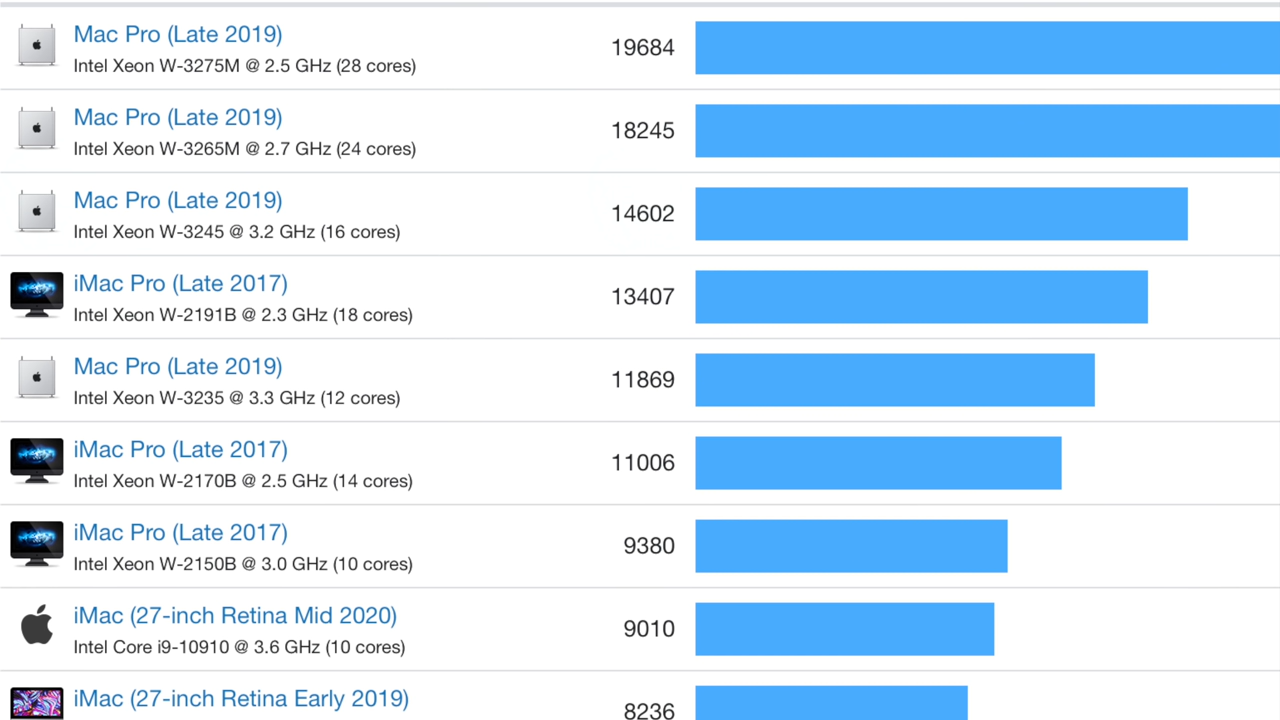 Mac Pro (Late 2019)
Intel Xeon W-3275M @ 2.5 GHz (28 cores)
19684
Mac Pro (Late 2019)
Intel Xeon W-3265M @ 2.7 GHz (24 cores)
18245
Mac Pro (Late 2019)
Intel Xeon W-3245 @ 3.2 GHz (16 cores)
14602
iMac Pro (Late 2017)
Intel Xeon W-2191B @ 2.3 GHz (18 cores)
13407
Mac Pro (Late 2019)
Intel Xeon W-3235 @ 3.3 GHz (12 cores)
11869
iMac Pro (Late 2017)
Intel Xeon W-2170B @ 2.5 GHz (14 cores)
11006
iMac Pro (Late 2017)
Intel Xeon W-2150B @ 3.0 GHz (10 cores)
9380
iMac (27-inch Retina Mid 2020)
Intel Core i9-10910 @ 3.6 GHz (10 cores)
9010
iMac (27-inch Retina Early 2019)
8236